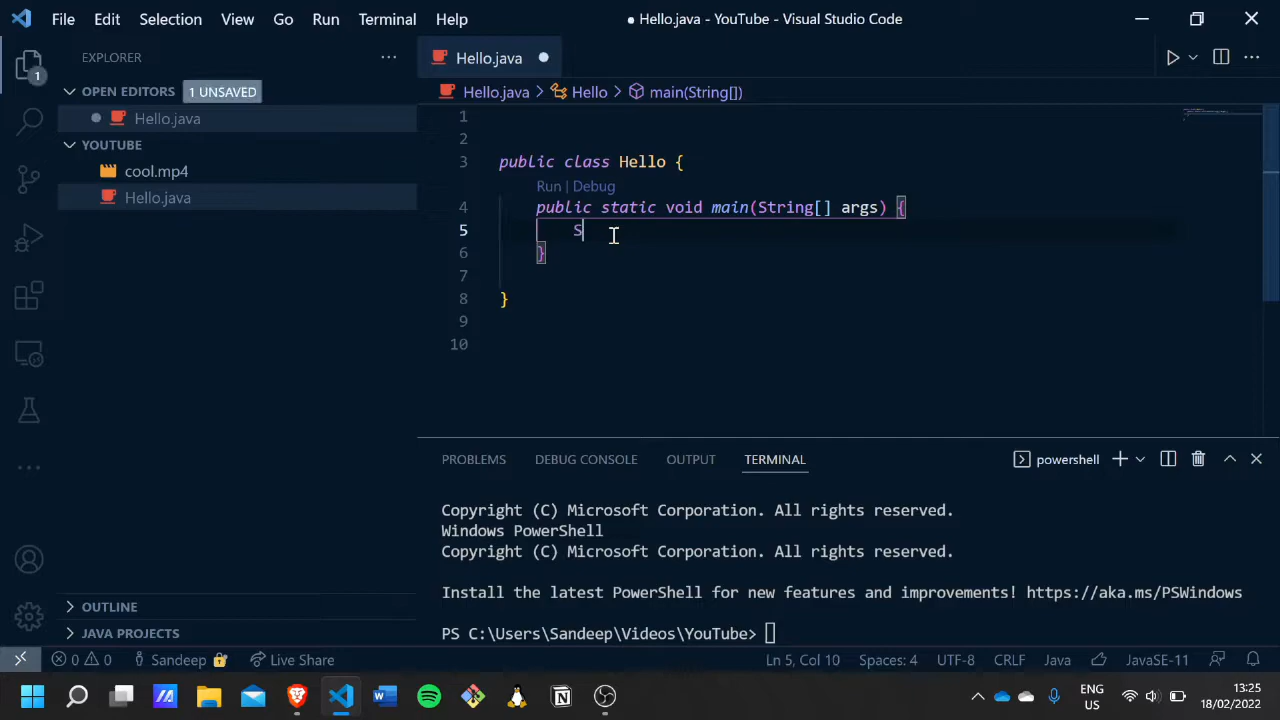 File Edit Selection View Go Run Terminal Help
● Hello.java - YouTube - Visual Studio Code
1
EXPLORER
OPEN EDITORS 1 UNSAVED
Hello.java
YOUTUBE
cool.mp4
Hello.java
OUTLINE
JAVA PROJECTS
Hello.java
Hello.java > Hello > main(String[])
1
2
3 public class Hello {
Run | Debug
4 public static void main(String[] args) {
5 S
6 }
7
8 }
9
10
PROBLEMS DEBUG CONSOLE OUTPUT TERMINAL powershell
Copyright (C) Microsoft Corporation. All rights reserved.
Windows PowerShell
Copyright (C) Microsoft Corporation. All rights reserved.
Install the latest PowerShell for new features and improvements! https://aka.ms/PSWindows
PS C:\Users\Sandeep\Videos\YouTube>
0 0 Sandeep Live Share Ln 5, Col 10 Spaces: 4 UTF-8 CRLF Java JavaSE-11
ENG 13:25
US 18/02/2022